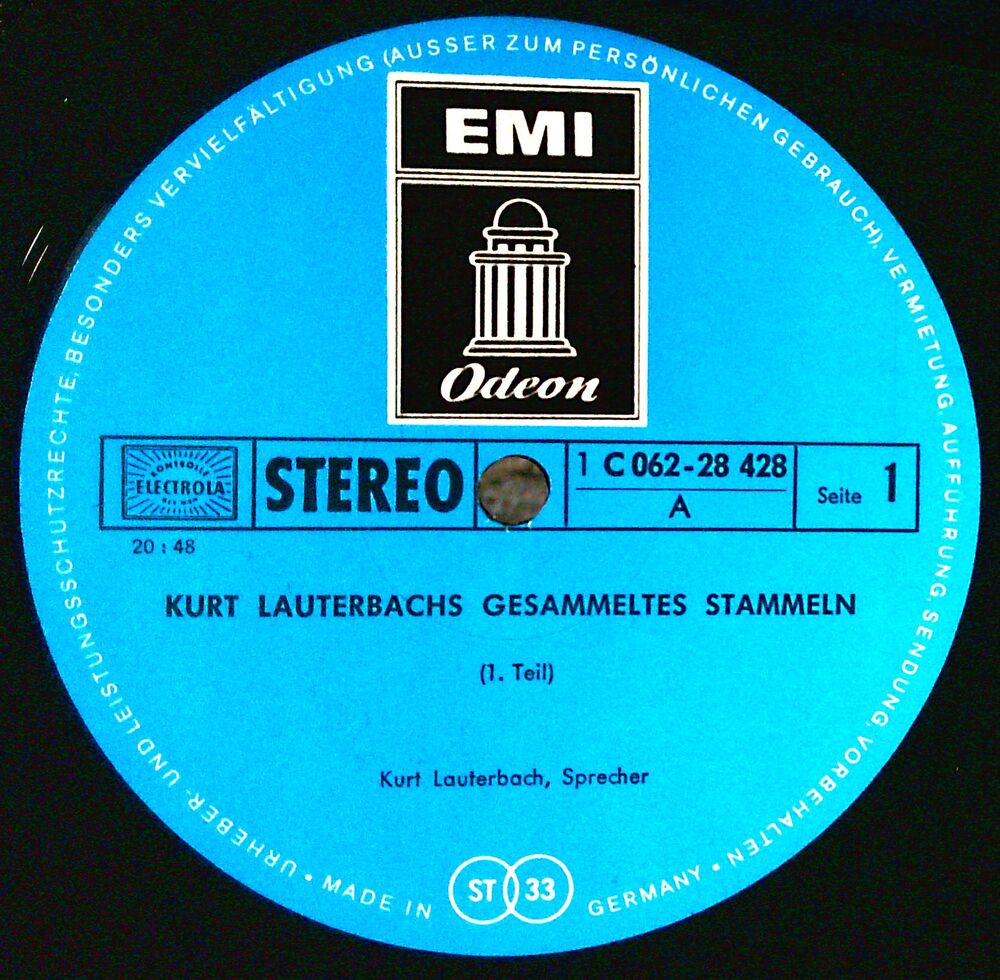 URHEBER- UND LEISTUNGSSCHUTZRECHTE, BESONDERS VERVIELFÄLTIGUNG (AUSSER ZUM PERSÖNLICHEN GEBRAUCH), VERMIETUNG, AUFFÜHRUNG, SENDUNG, VORBEHALTEN •
EMI
Odeon
KONTROLLE
ELECTROLA
STEREO
1 C 062-28 428
A
Seite 1
20 : 48
KURT LAUTERBACHS GESAMMELTES STAMMELN
(1. Teil)
Kurt Lauterbach, Sprecher
ST 33
• MADE IN GERMANY